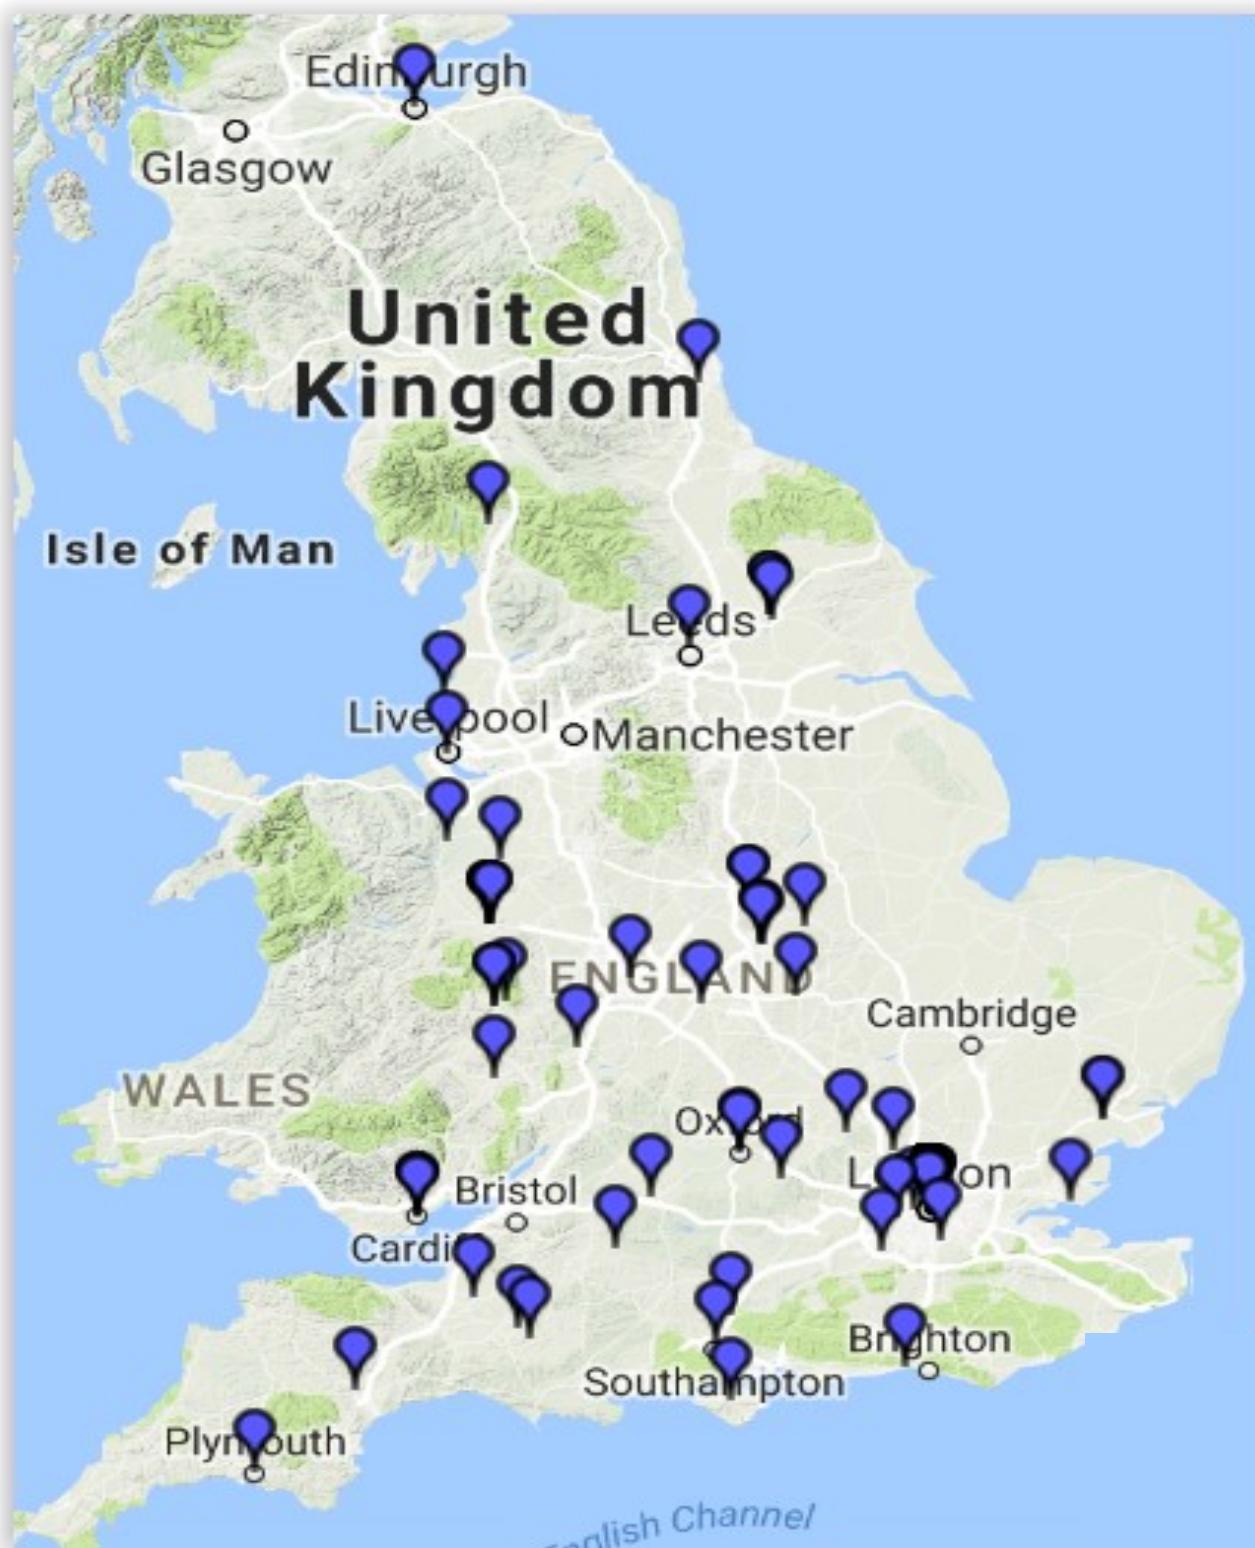 Edinburgh
Glasgow
United
Kingdom
Isle of Man
Leeds
Liverpool
Manchester
ENGLAND
Cambridge
WALES
Oxford
London
Bristol
Cardiff
Brighton
Southampton
Plymouth
English Channel